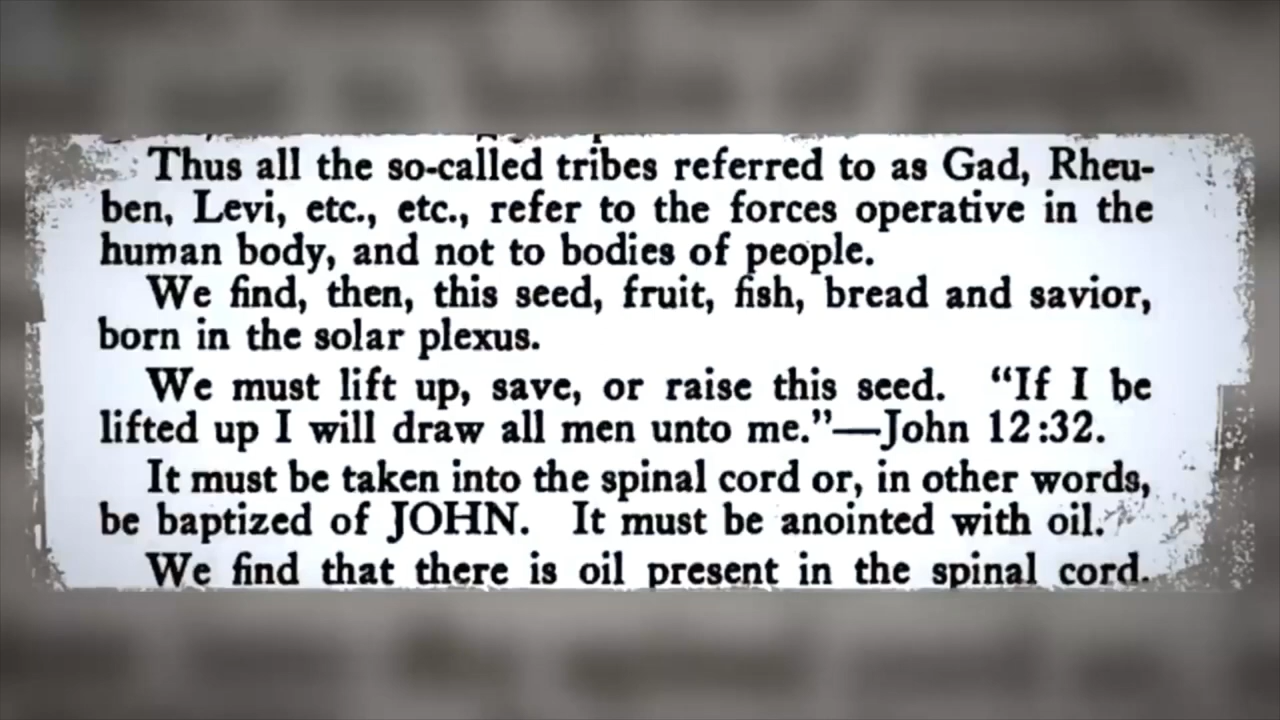 Thus all the so-called tribes referred to as Gad, Rheu-
ben, Levi, etc., etc., refer to the forces operative in the
human body, and not to bodies of people.
We find, then, this seed, fruit, fish, bread and savior,
born in the solar plexus.
We must lift up, save, or raise this seed. “If I be
lifted up I will draw all men unto me.”—John 12:32.
It must be taken into the spinal cord or, in other words,
be baptized of JOHN. It must be anointed with oil.
We find that there is oil present in the spinal cord.